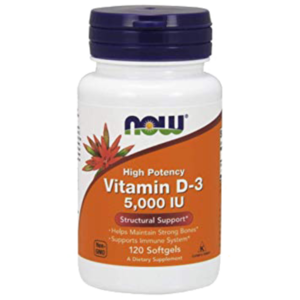 NOW
High Potency
Vitamin D-3
5,000 IU
Structural Support*
• Helps Maintain Strong Bones*
• Supports Immune System*
120 Softgels
A Dietary Supplement